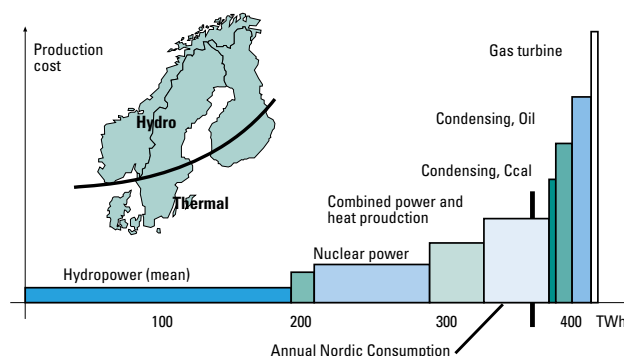 Production
cost
Gas turbine
Hydro
Condensing, Oil
Condensing, Ccal
Thermal
Combined power and
heat proudction
Nuclear power
Hydropower (mean)
100
200
300
400
TWh
Annual Nordic Consumption